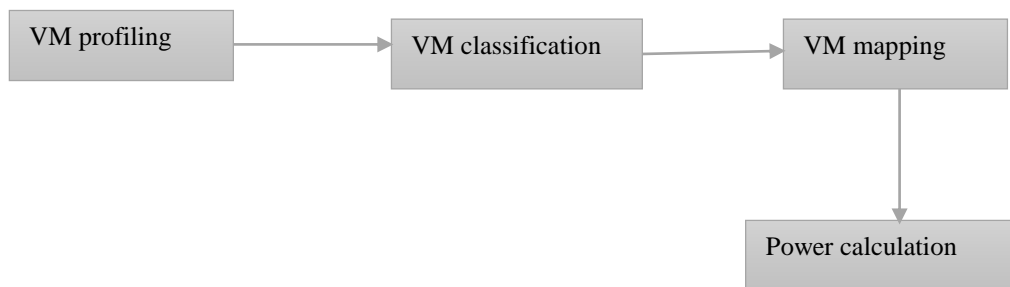 VM profiling
VM classification
VM mapping
Power calculation